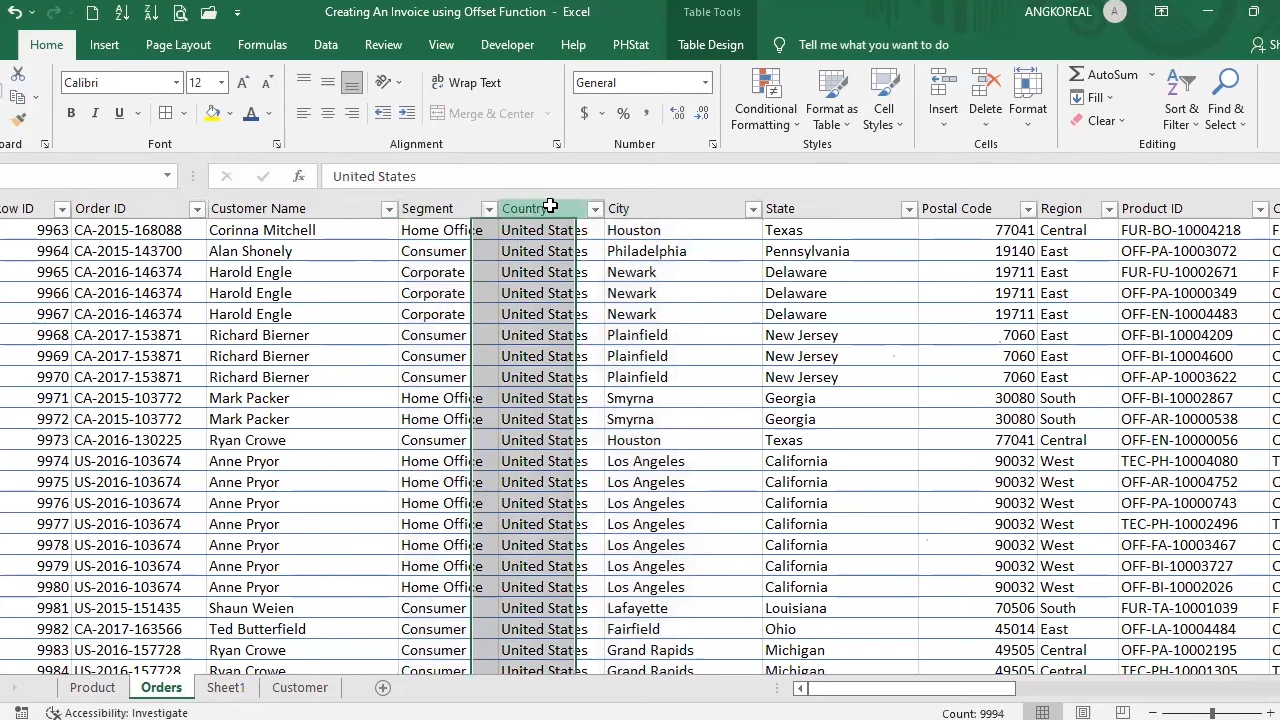 Creating An Invoice using Offset Function - Excel
Table Tools
ANGKOREAL A
Home Insert Page Layout Formulas Data Review View Developer Help PHStat Table Design Tell me what you want to do
Calibri 12 Wrap Text General AutoSum
B I U A Merge & Center $ % , Conditional Formatting Format as Table Cell Styles Insert Delete Format Fill Sort & Filter Find & Select
Clear
Font Alignment Number Styles Cells Editing
fx United States
Order ID Customer Name Segment Country City State Postal Code Region Product ID
9963 CA-2015-168088 Corinna Mitchell Home Office United States Houston Texas 77041 Central FUR-BO-10004218
9964 CA-2015-143700 Alan Shonely Consumer United States Philadelphia Pennsylvania 19140 East OFF-PA-10003072
9965 CA-2016-146374 Harold Engle Corporate United States Newark Delaware 19711 East FUR-FU-10002671
9966 CA-2016-146374 Harold Engle Corporate United States Newark Delaware 19711 East OFF-PA-10000349
9967 CA-2016-146374 Harold Engle Corporate United States Newark Delaware 19711 East OFF-EN-10004483
9968 CA-2017-153871 Richard Bierner Consumer United States Plainfield New Jersey 7060 East OFF-BI-10004209
9969 CA-2017-153871 Richard Bierner Consumer United States Plainfield New Jersey 7060 East OFF-BI-10004600
9970 CA-2017-153871 Richard Bierner Consumer United States Plainfield New Jersey 7060 East OFF-AP-10003622
9971 CA-2015-103772 Mark Packer Home Office United States Smyrna Georgia 30080 South OFF-BI-10002867
9972 CA-2015-103772 Mark Packer Home Office United States Smyrna Georgia 30080 South OFF-AR-10000538
9973 CA-2016-130225 Ryan Crowe Consumer United States Houston Texas 77041 Central OFF-EN-10000056
9974 US-2016-103674 Anne Pryor Home Office United States Los Angeles California 90032 West TEC-PH-10004080
9975 US-2016-103674 Anne Pryor Home Office United States Los Angeles California 90032 West OFF-AR-10004752
9976 US-2016-103674 Anne Pryor Home Office United States Los Angeles California 90032 West OFF-PA-10000743
9977 US-2016-103674 Anne Pryor Home Office United States Los Angeles California 90032 West TEC-PH-10002496
9978 US-2016-103674 Anne Pryor Home Office United States Los Angeles California 90032 West OFF-FA-10003467
9979 US-2016-103674 Anne Pryor Home Office United States Los Angeles California 90032 West OFF-BI-10003727
9980 US-2016-103674 Anne Pryor Home Office United States Los Angeles California 90032 West OFF-BI-10002026
9981 US-2015-151435 Shaun Weien Consumer United States Lafayette Louisiana 70506 South FUR-TA-10001039
9982 CA-2017-163566 Ted Butterfield Consumer United States Fairfield Ohio 45014 East OFF-LA-10004484
9983 US-2016-157728 Ryan Crowe Consumer United States Grand Rapids Michigan 49505 Central OFF-PA-10002195
9984 US-2016-157728 Ryan Crowe Consumer United States Grand Rapids Michigan 49505 Central TEC-PH-10001305
Product Orders Sheet1 Customer
Accessibility: Investigate Count: 9994